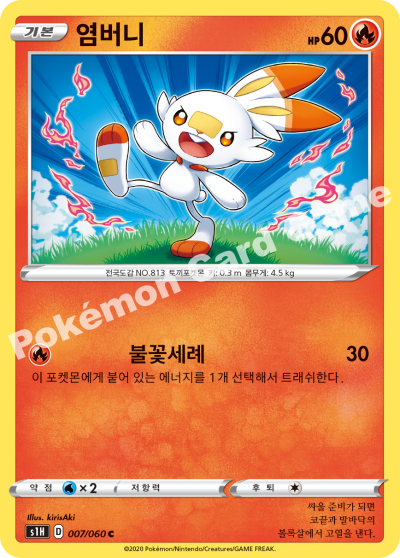 기본 염버니 HP 60
전국도감 NO.813 토끼포켓몬 키: 0.3 m 몸무게: 4.5 kg
Pokémon Card Game
불꽃세례 30
이 포켓몬에게 붙어 있는 에너지를 1개 선택해서 트래쉬한다.
약점 ×2 저항력 후퇴
Illus. kirisAki
s1H D 007/060 C
싸울 준비가 되면
코끝과 발바닥의
볼록살에서 고열을 낸다.
©2020 Pokémon/Nintendo/Creatures/GAME FREAK.